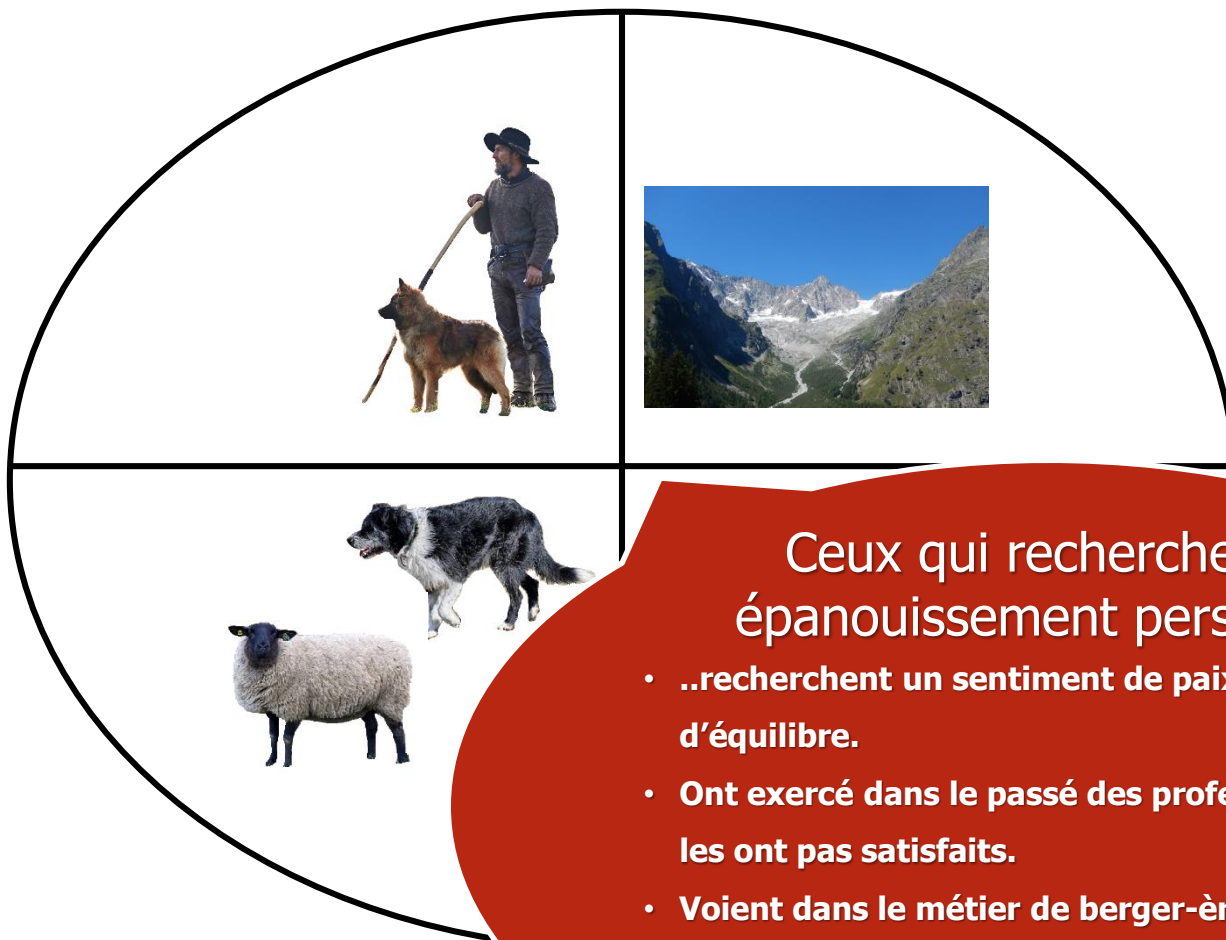 Ceux qui recherche
épanouissement pers
• ..recherchent un sentiment de paix
d’équilibre.
• Ont exercé dans le passé des profe
les ont pas satisfaits.
• Voient dans le métier de berger-èr